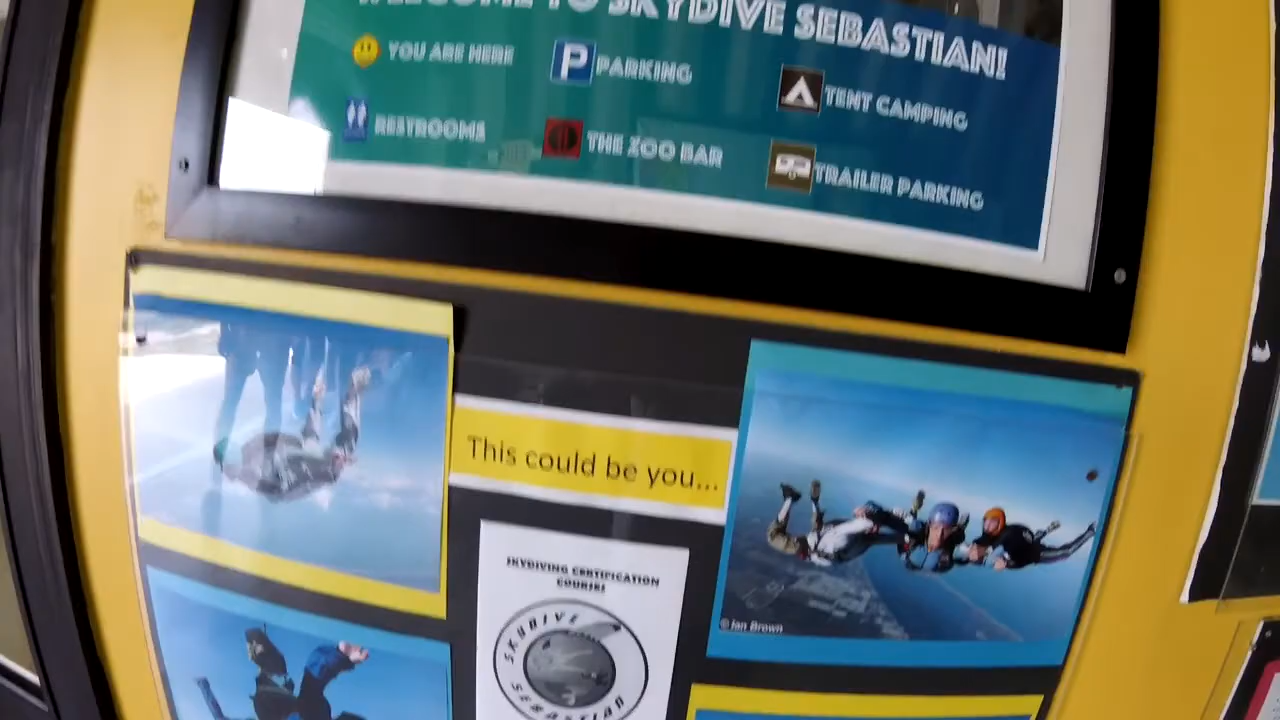 WELCOME TO SKYDIVE SEBASTIAN!
YOU ARE HERE
P PARKING
TENT CAMPING
RESTROOMS
THE ZOO BAR
TRAILER PARKING
This could be you...
SKYDIVING CERTIFICATION
COURSES
SKYDIVE
SEBASTIAN
© Ian Brown